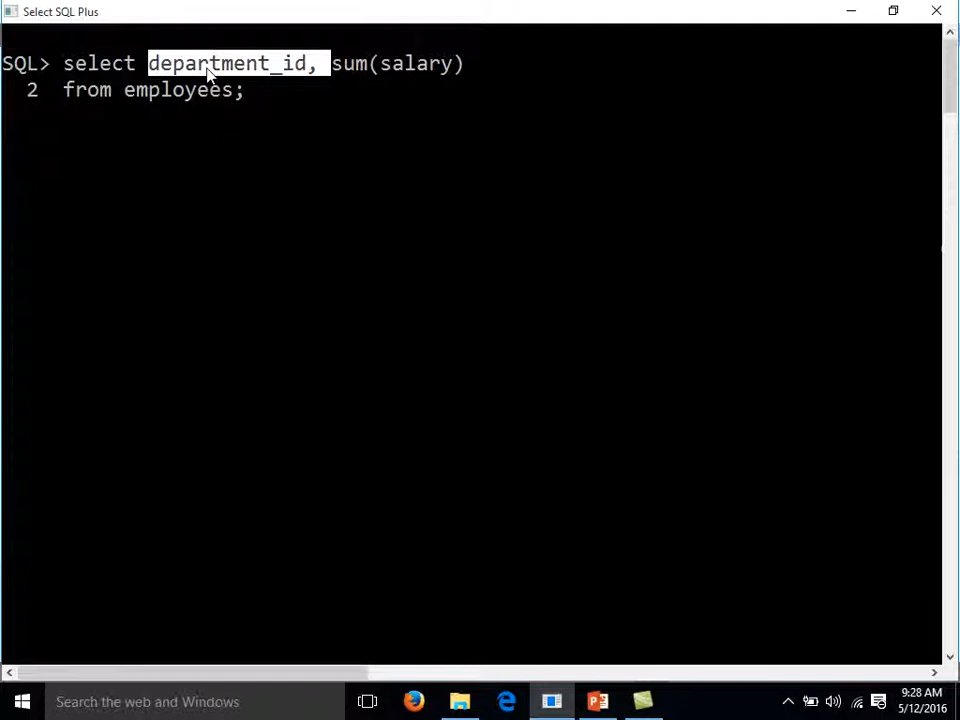 Select SQL Plus
SQL> select department_id, sum(salary)
2 from employees;
Search the web and Windows
9:28 AM
5/12/2016